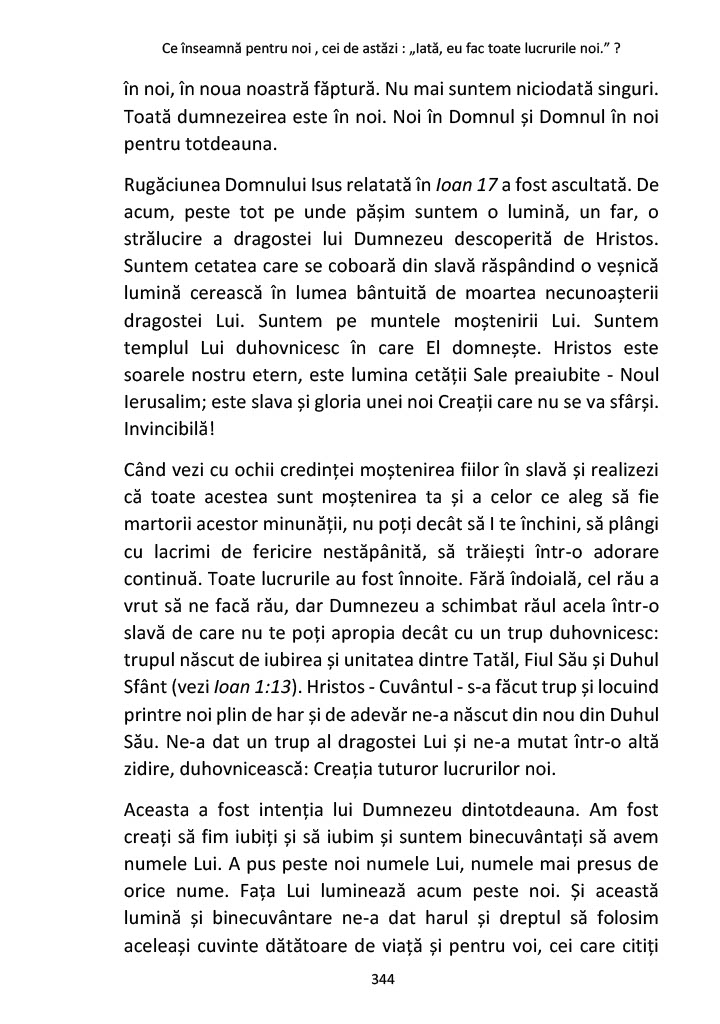 Ce înseamnă pentru noi , cei de astăzi : „Iată, eu fac toate lucrurile noi.” ?
în noi, în noua noastră făptură. Nu mai suntem niciodată singuri.
Toată dumnezeirea este în noi. Noi în Domnul și Domnul în noi
pentru totdeauna.
Rugăciunea Domnului Isus relatată în Ioan 17 a fost ascultată. De
acum, peste tot pe unde pășim suntem o lumină, un far, o
strălucire a dragostei lui Dumnezeu descoperită de Hristos.
Suntem cetatea care se coboară din slavă răspândind o veșnică
lumină cerească în lumea bântuită de moartea necunoașterii
dragostei Lui. Suntem pe muntele moștenirii Lui. Suntem
templul Lui duhovnicesc în care El domnește. Hristos este
soarele nostru etern, este lumina cetății Sale preaiubite - Noul
Ierusalim; este slava și gloria unei noi Creații care nu se va sfârși.
Invincibilă!
Când vezi cu ochii credinței moștenirea fiilor în slavă și realizezi
că toate acestea sunt moștenirea ta și a celor ce aleg să fie
martorii acestor minunății, nu poți decât să I te închini, să plângi
cu lacrimi de fericire nestăpânită, să trăiești într-o adorare
continuă. Toate lucrurile au fost înnoite. Fără îndoială, cel rău a
vrut să ne facă rău, dar Dumnezeu a schimbat răul acela într-o
slavă de care nu te poți apropia decât cu un trup duhovnicesc:
trupul născut de iubirea și unitatea dintre Tatăl, Fiul Său și Duhul
Sfânt (vezi Ioan 1:13). Hristos - Cuvântul - s-a făcut trup și locuind
printre noi plin de har și de adevăr ne-a născut din nou din Duhul
Său. Ne-a dat un trup al dragostei Lui și ne-a mutat într-o altă
zidire, duhovnicească: Creația tuturor lucrurilor noi.
Aceasta a fost intenția lui Dumnezeu dintotdeauna. Am fost
creați să fim iubiți și să iubim și suntem binecuvântați să avem
numele Lui. A pus peste noi numele Lui, numele mai presus de
orice nume. Fața Lui luminează acum peste noi. Și această
lumină și binecuvântare ne-a dat harul și dreptul să folosim
aceleași cuvinte dătătoare de viață și pentru voi, cei care citiți
344